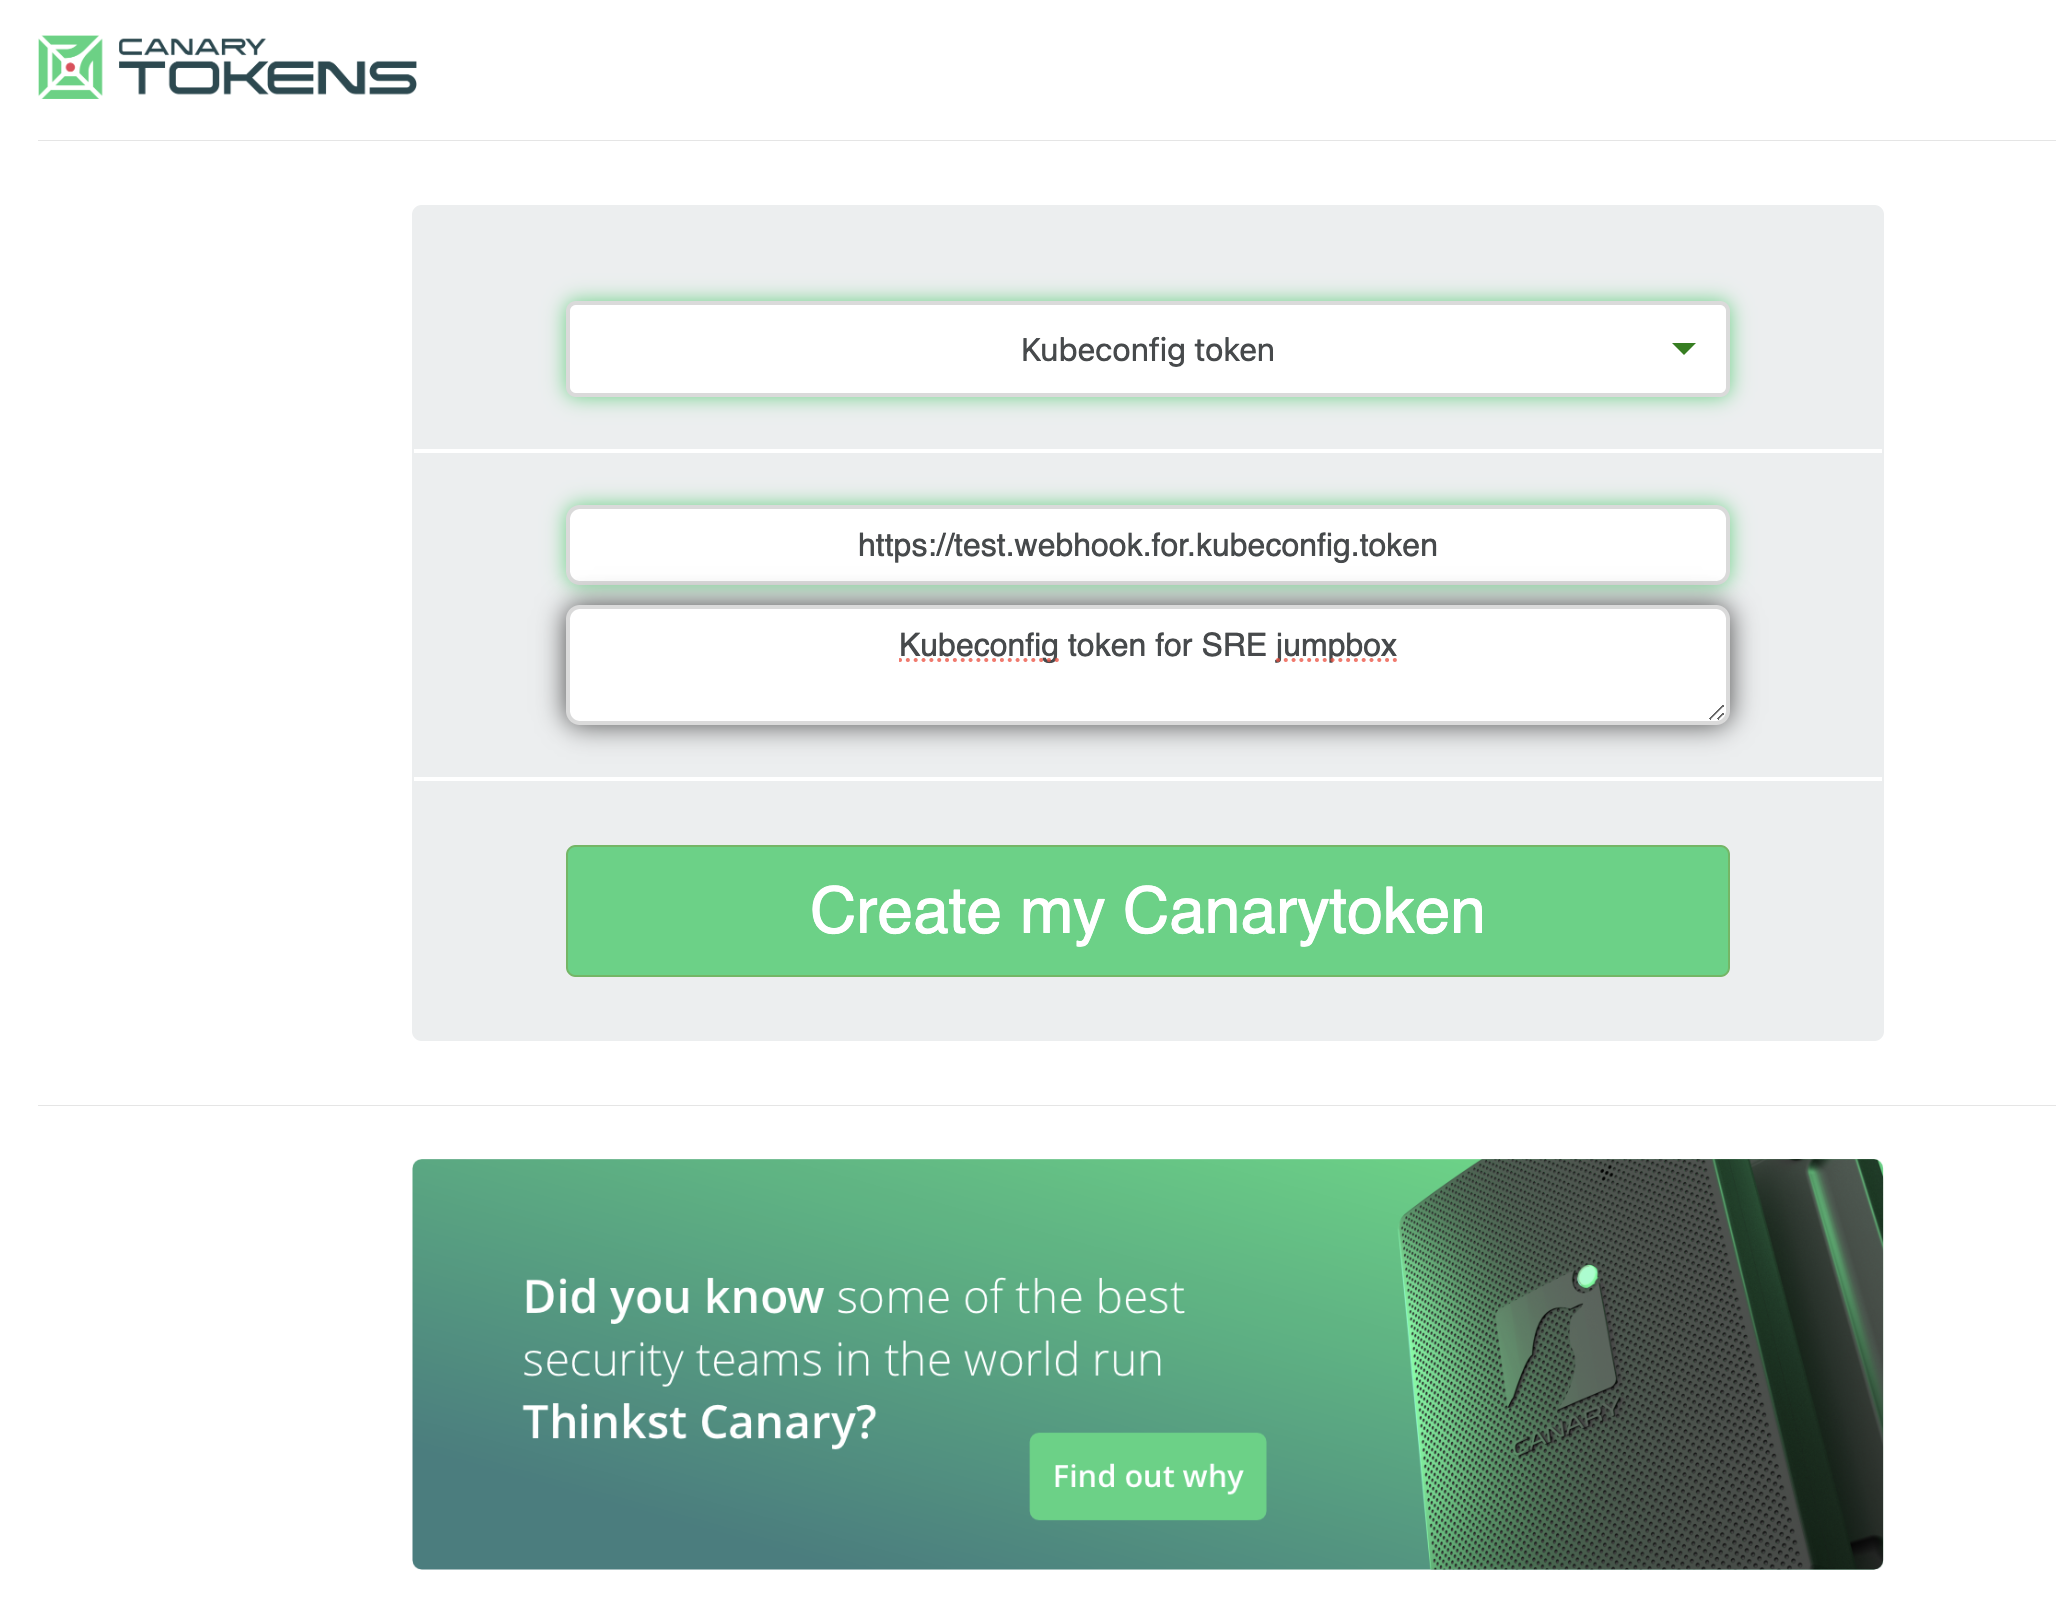 CANARY
TOKENS
Kubeconfig token
https://test.webhook.for.kubeconfig.token
Kubeconfig token for SRE jumpbox
Create my Canarytoken
Did you know some of the best
security teams in the world run
Thinkst Canary?
Find out why
CANARY